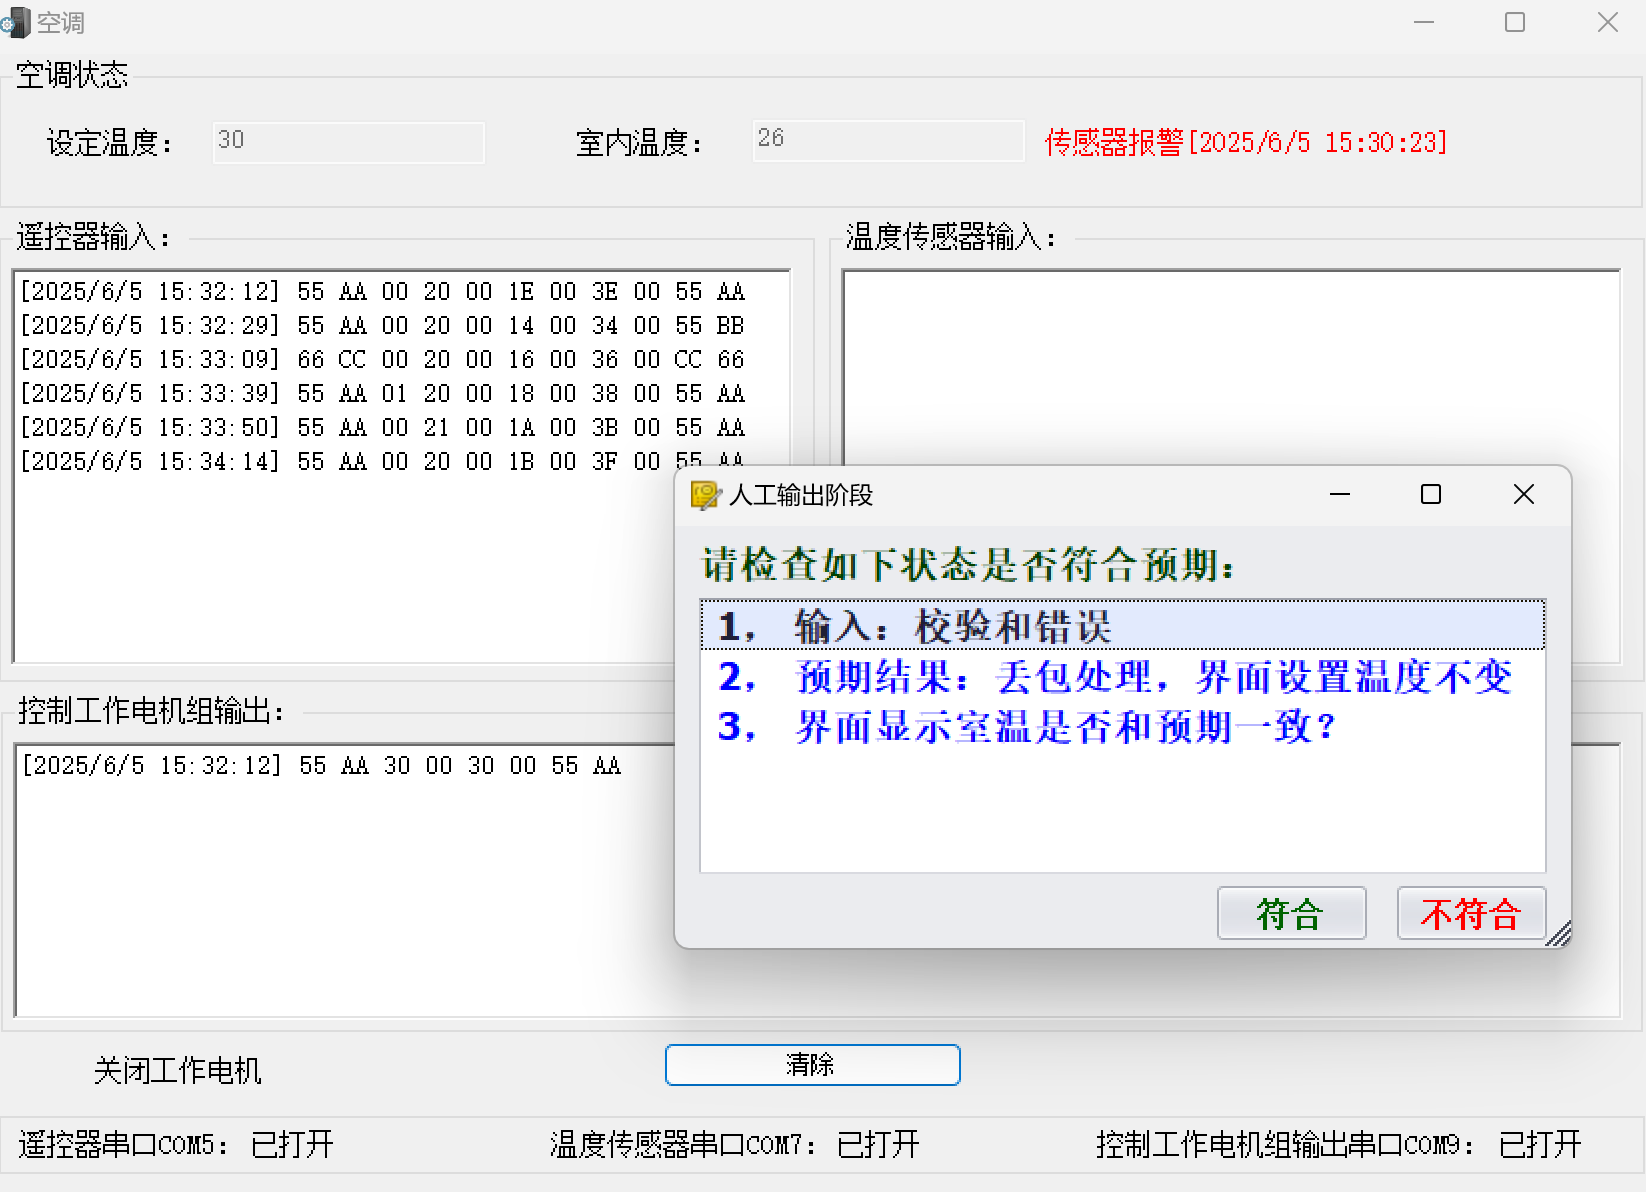 空调
空调状态
设定温度： 30
室内温度： 26
传感器报警[2025/6/5 15:30:23]
遥控器输入：
[2025/6/5 15:32:12] 55 AA 00 20 00 1E 00 3E 00 55 AA
[2025/6/5 15:32:29] 55 AA 00 20 00 14 00 34 00 55 BB
[2025/6/5 15:33:09] 66 CC 00 20 00 16 00 36 00 CC 66
[2025/6/5 15:33:39] 55 AA 01 20 00 18 00 38 00 55 AA
[2025/6/5 15:33:50] 55 AA 00 21 00 1A 00 3B 00 55 AA
[2025/6/5 15:34:14] 55 AA 00 20 00 1B 00 3F 00 55 AA
温度传感器输入：
人工输出阶段
请检查如下状态是否符合预期：
1， 输入：校验和错误
2， 预期结果：丢包处理，界面设置温度不变
3， 界面显示室温是否和预期一致？
符合
不符合
控制工作电机组输出：
[2025/6/5 15:32:12] 55 AA 30 00 30 00 55 AA
关闭工作电机
清除
遥控器串口COM5： 已打开
温度传感器串口COM7： 已打开
控制工作电机组输出串口COM9： 已打开